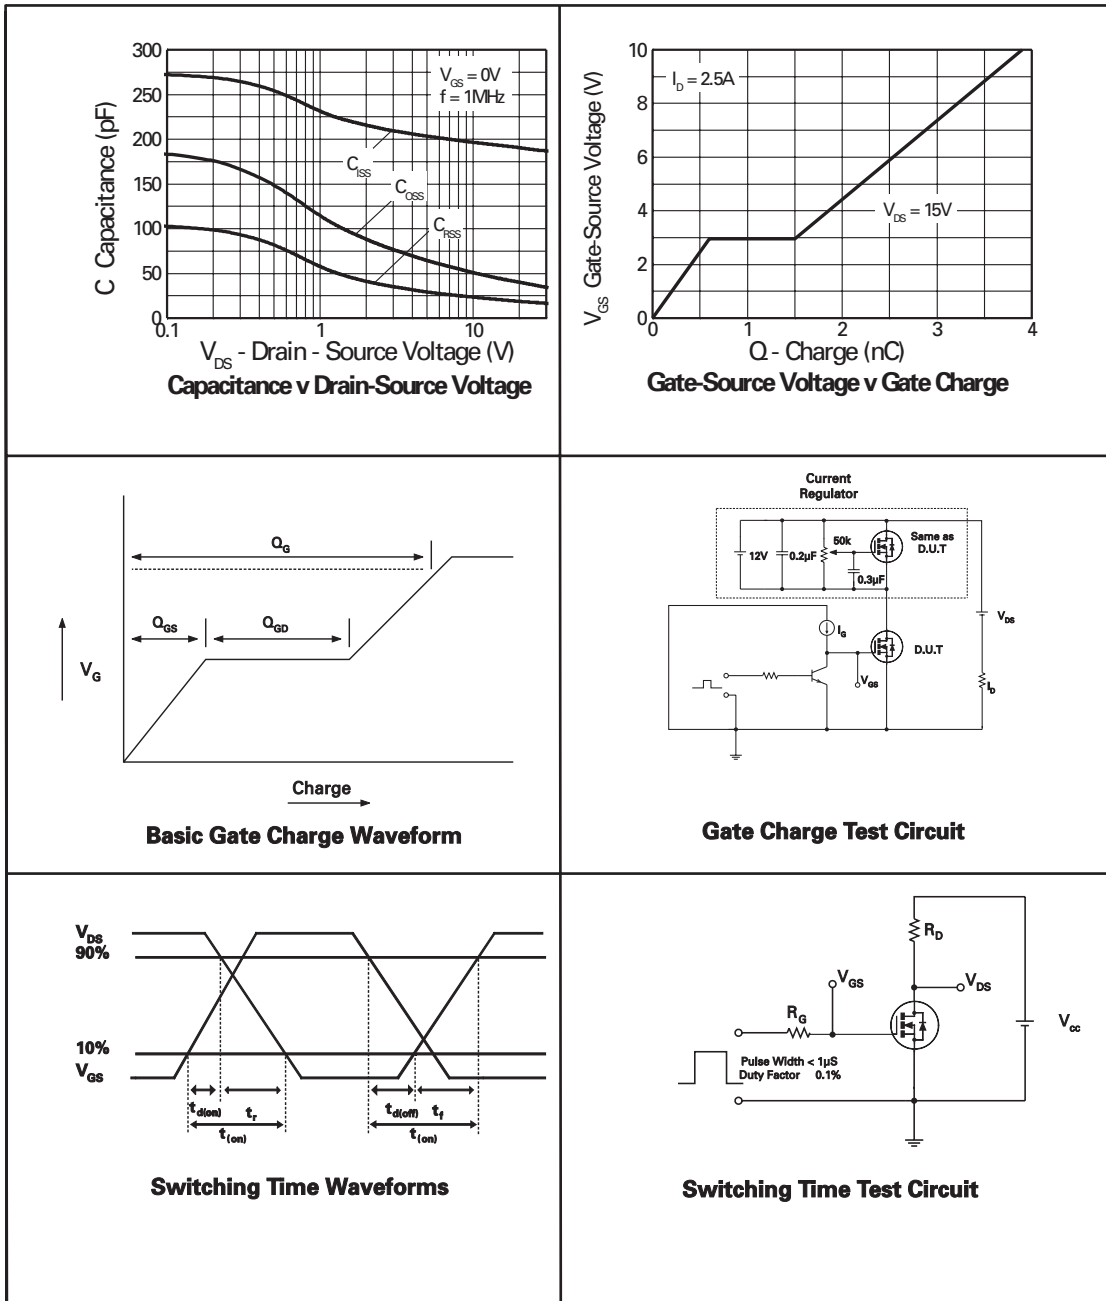 300
250
200
150
100
50
0
0.1
1
10
C Capacitance (pF)
V_GS = 0V
f = 1MHz
C_ISS
C_OSS
C_RSS
V_DS - Drain - Source Voltage (V)
Capacitance v Drain-Source Voltage
10
8
6
4
2
0
0
1
2
3
4
V_GS Gate-Source Voltage (V)
I_D = 2.5A
V_DS = 15V
Q - Charge (nC)
Gate-Source Voltage v Gate Charge
Q_G
Q_GS
Q_GD
V_G
Charge
Basic Gate Charge Waveform
Current
Regulator
12V
0.2µF
50k
0.3µF
Same as
D.U.T
I_G
V_GS
D.U.T
V_DS
I_D
Gate Charge Test Circuit
V_DS
90%
10%
V_GS
t_d(on)
t_r
t_(on)
t_d(off)
t_f
t_(on)
Switching Time Waveforms
R_D
V_GS
V_DS
R_G
V_cc
Pulse Width < 1µS
Duty Factor 0.1%
Switching Time Test Circuit